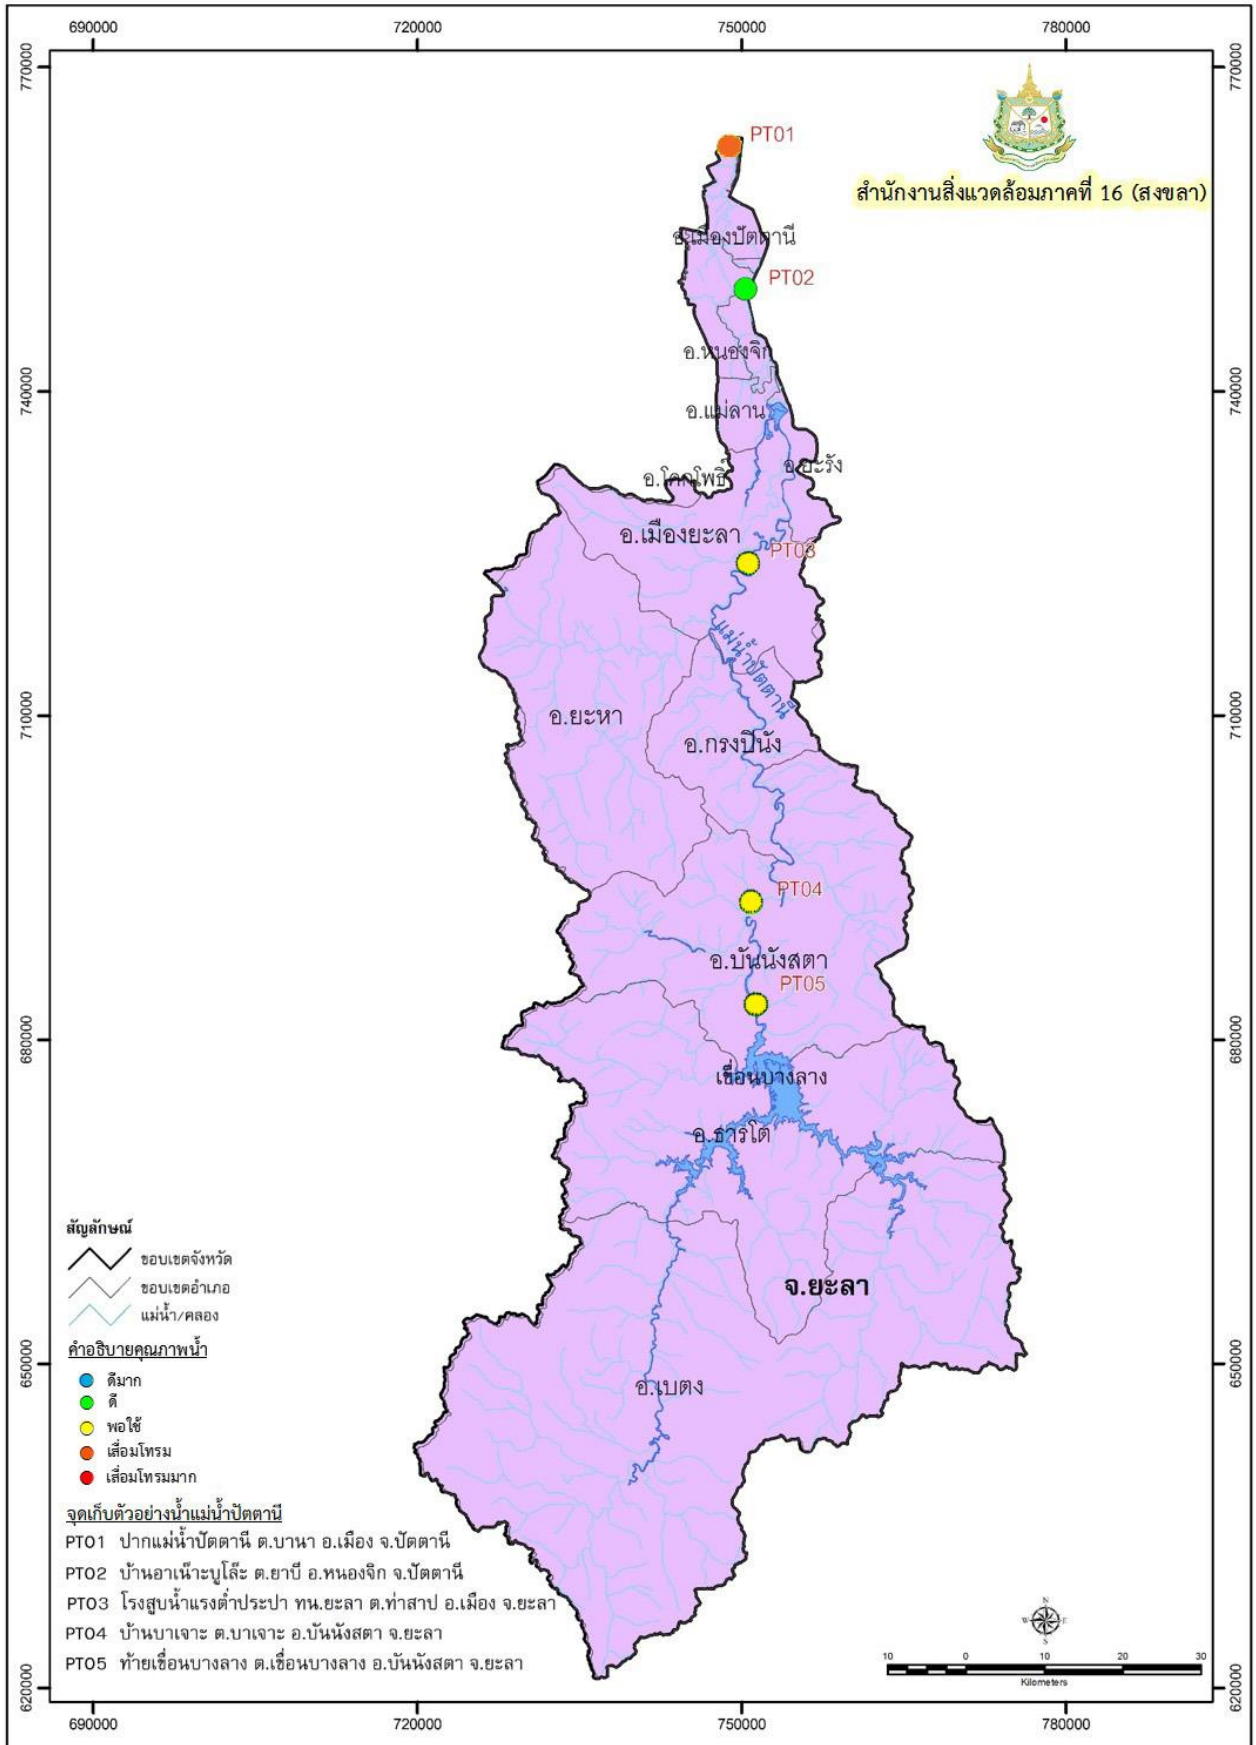 690000 720000 750000 780000
770000 770000
PT01
สำนักงานสิ่งแวดล้อมภาคที่ 16 (สงขลา)
อ.เมืองปัตตานี
PT02
อ.หนองจิก
740000 740000
อ.แม่ลาน
อ.ยะรัง
อ.โคกโพธิ์
อ.เมืองยะลา
PT03
แม่น้ำปัตตานี
710000 710000
อ.ยะหา
อ.กรงปินัง
PT04
อ.บันนังสตา
PT05
680000 680000
เขื่อนบางลาง
อ.ธารโต
จ.ยะลา
650000 650000
อ.เบตง
สัญลักษณ์
ขอบเขตจังหวัด
ขอบเขตอำเภอ
แม่น้ำ/คลอง
คำอธิบายคุณภาพน้ำ
ดีมาก
ดี
พอใช้
เสื่อมโทรม
เสื่อมโทรมมาก
จุดเก็บตัวอย่างน้ำแม่น้ำปัตตานี
PT01 ปากแม่น้ำปัตตานี ต.บานา อ.เมือง จ.ปัตตานี
PT02 บ้านอาเน๊าะบูโล๊ะ ต.ยาบี อ.หนองจิก จ.ปัตตานี
PT03 โรงสูบน้ำแรงต่ำประปา ทน.ยะลา ต.ท่าสาป อ.เมือง จ.ยะลา
PT04 บ้านบาเจาะ ต.บาเจาะ อ.บันนังสตา จ.ยะลา
PT05 ท้ายเขื่อนบางลาง ต.เขื่อนบางลาง อ.บันนังสตา จ.ยะลา
N
W E
S
10 0 10 20 30
Kilometers
620000 620000
690000 720000 750000 780000